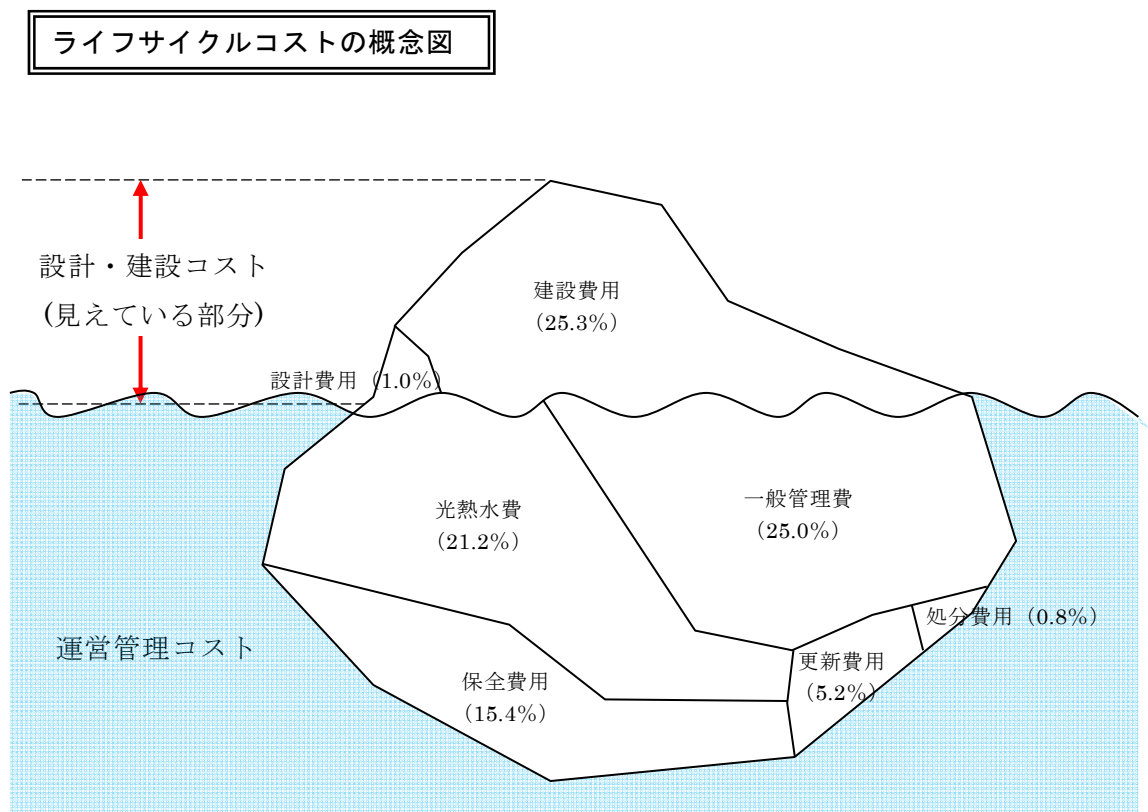 ライフサイクルコストの概念図
設計・建設コスト
(見えている部分)
建設費用
（25.3%）
設計費用（1.0%）
光熱水費
（21.2%）
一般管理費
（25.0%）
処分費用（0.8%）
運営管理コスト
更新費用
（5.2%）
保全費用
（15.4%）